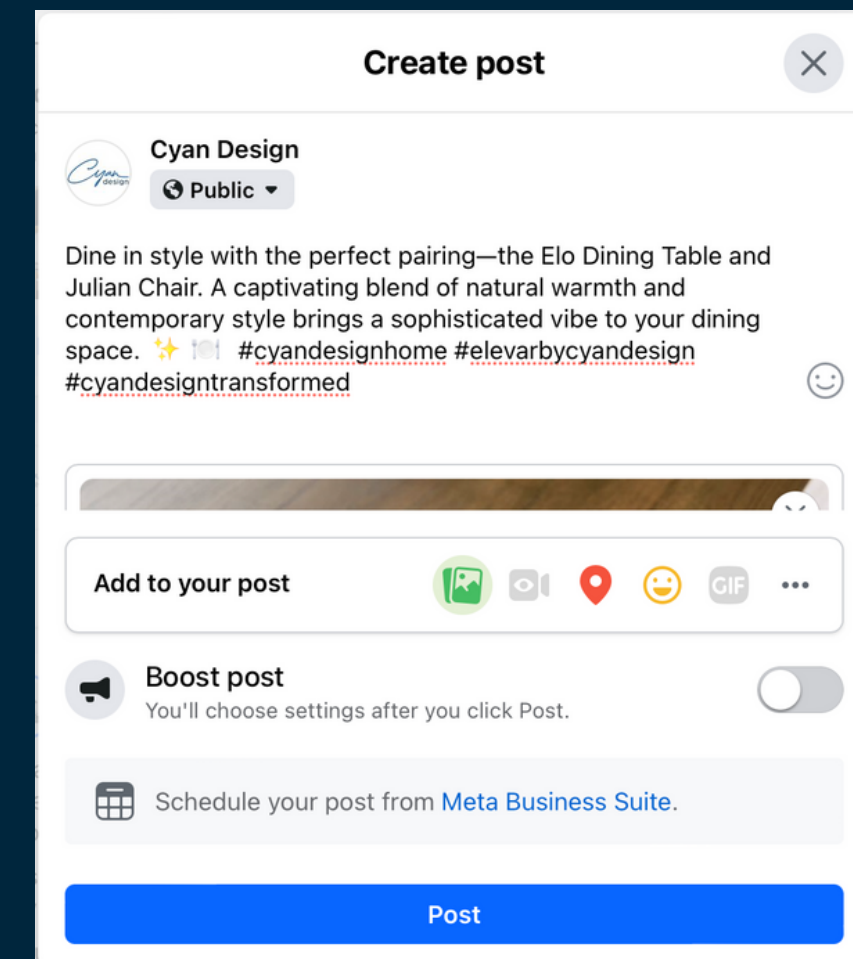 Create post
Cyan
design
Cyan Design
Public
Dine in style with the perfect pairing—the Elo Dining Table and
Julian Chair. A captivating blend of natural warmth and
contemporary style brings a sophisticated vibe to your dining
space. ✨ 🍽️ #cyandesignhome #elevarbycyandesign
#cyandesigntransformed
Add to your post
GIF
Boost post
You'll choose settings after you click Post.
Schedule your post from Meta Business Suite.
Post